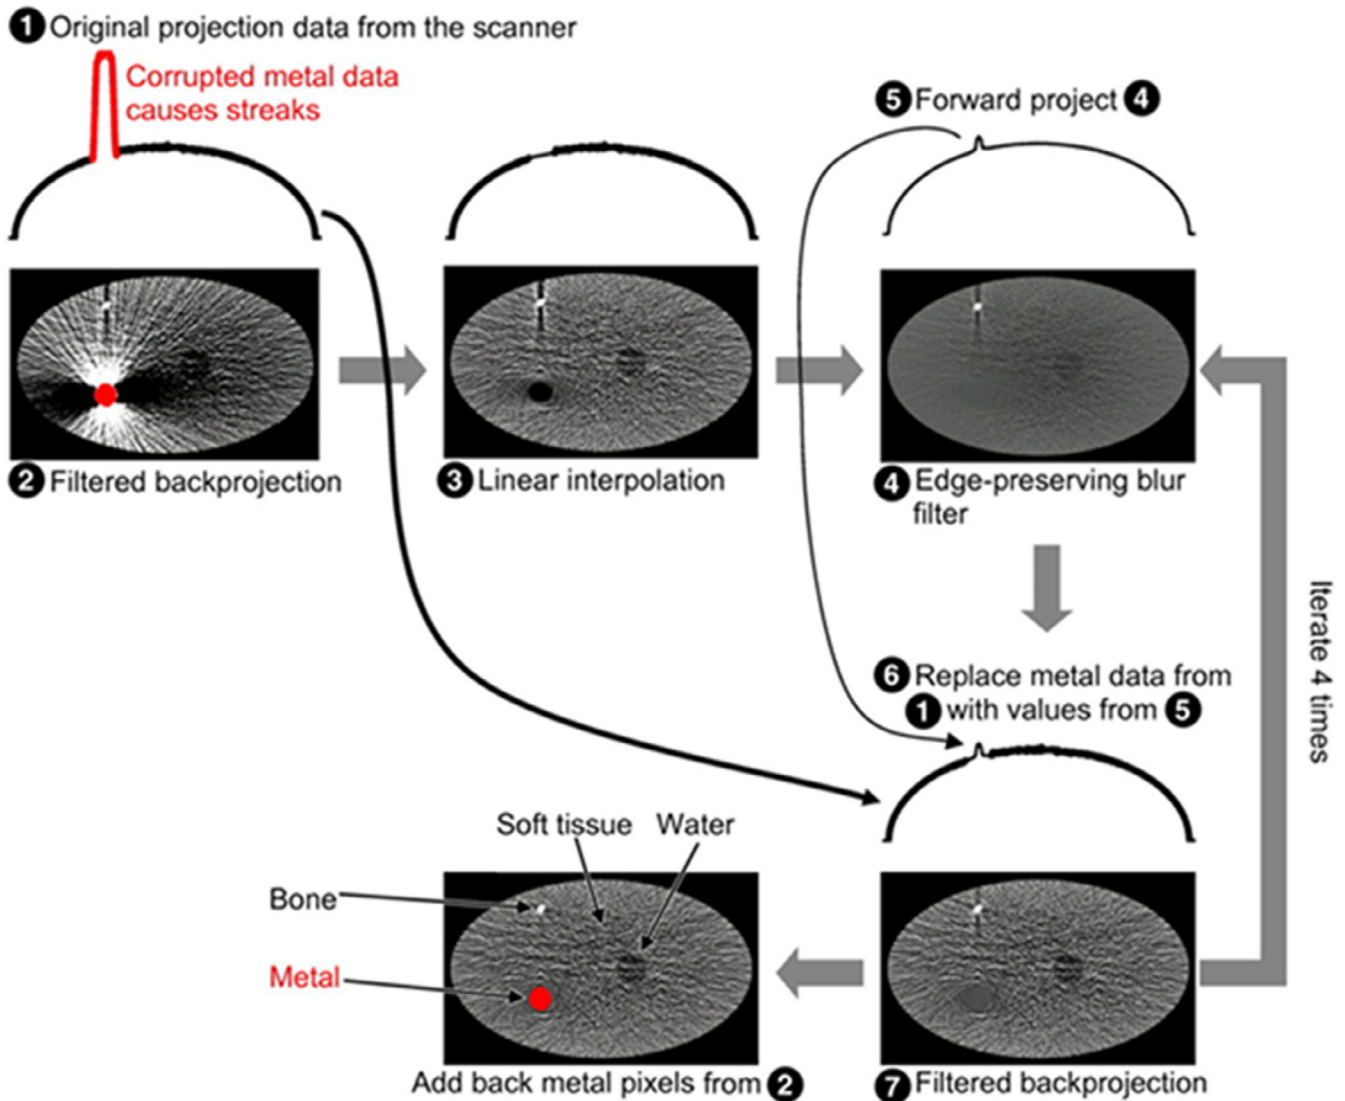 1 Original projection data from the scanner
Corrupted metal data
causes streaks
2 Filtered backprojection
3 Linear interpolation
5 Forward project 4
4 Edge-preserving blur
filter
6 Replace metal data from
1 with values from 5
Iterate 4 times
7 Filtered backprojection
Soft tissue
Water
Bone
Metal
Add back metal pixels from 2